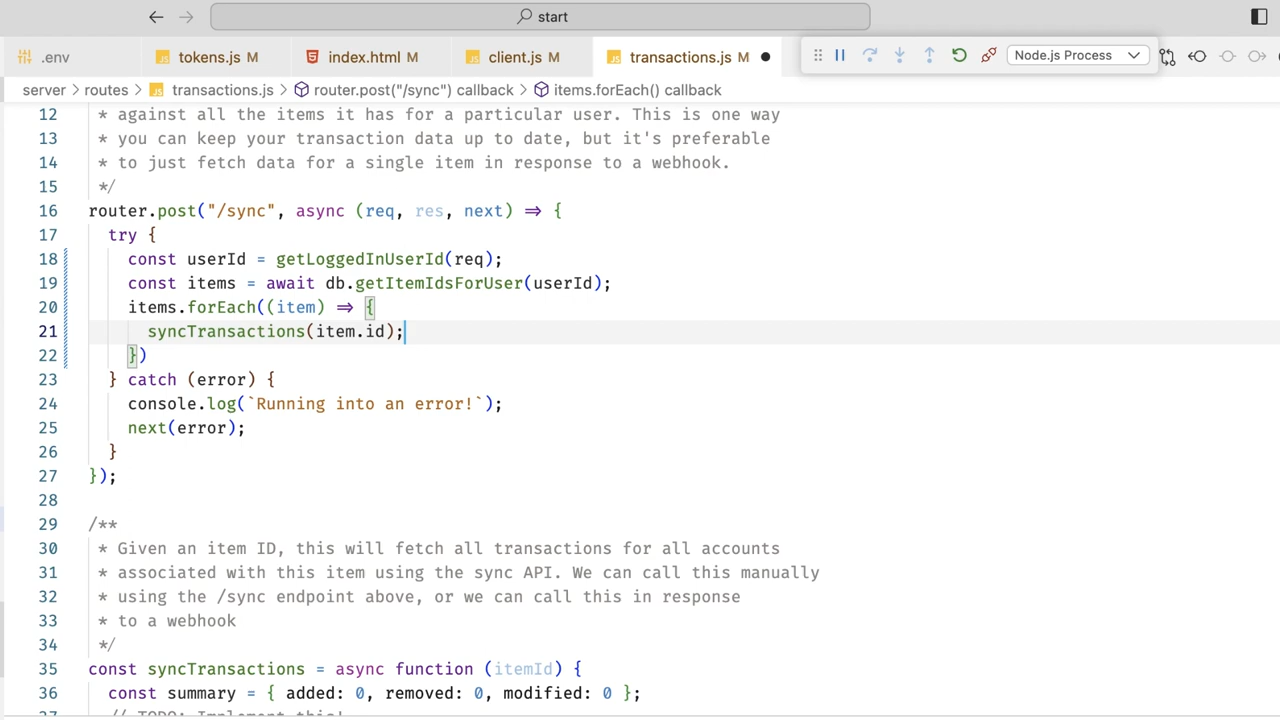 start
.env
tokens.js M
index.html M
client.js M
transactions.js M
Node.js Process
server > routes > transactions.js > router.post("/sync") callback > items.forEach() callback
12 * against all the items it has for a particular user. This is one way
13 * you can keep your transaction data up to date, but it's preferable
14 * to just fetch data for a single item in response to a webhook.
15 */
16 router.post("/sync", async (req, res, next) => {
17 try {
18 const userId = getLoggedInUserId(req);
19 const items = await db.getItemIdsForUser(userId);
20 items.forEach((item) => {
21 syncTransactions(item.id);
22 })
23 } catch (error) {
24 console.log(`Running into an error!`);
25 next(error);
26 }
27 });
28
29 /**
30 * Given an item ID, this will fetch all transactions for all accounts
31 * associated with this item using the sync API. We can call this manually
32 * using the /sync endpoint above, or we can call this in response
33 * to a webhook
34 */
35 const syncTransactions = async function (itemId) {
36 const summary = { added: 0, removed: 0, modified: 0 };
37 // TODO: Implement this!